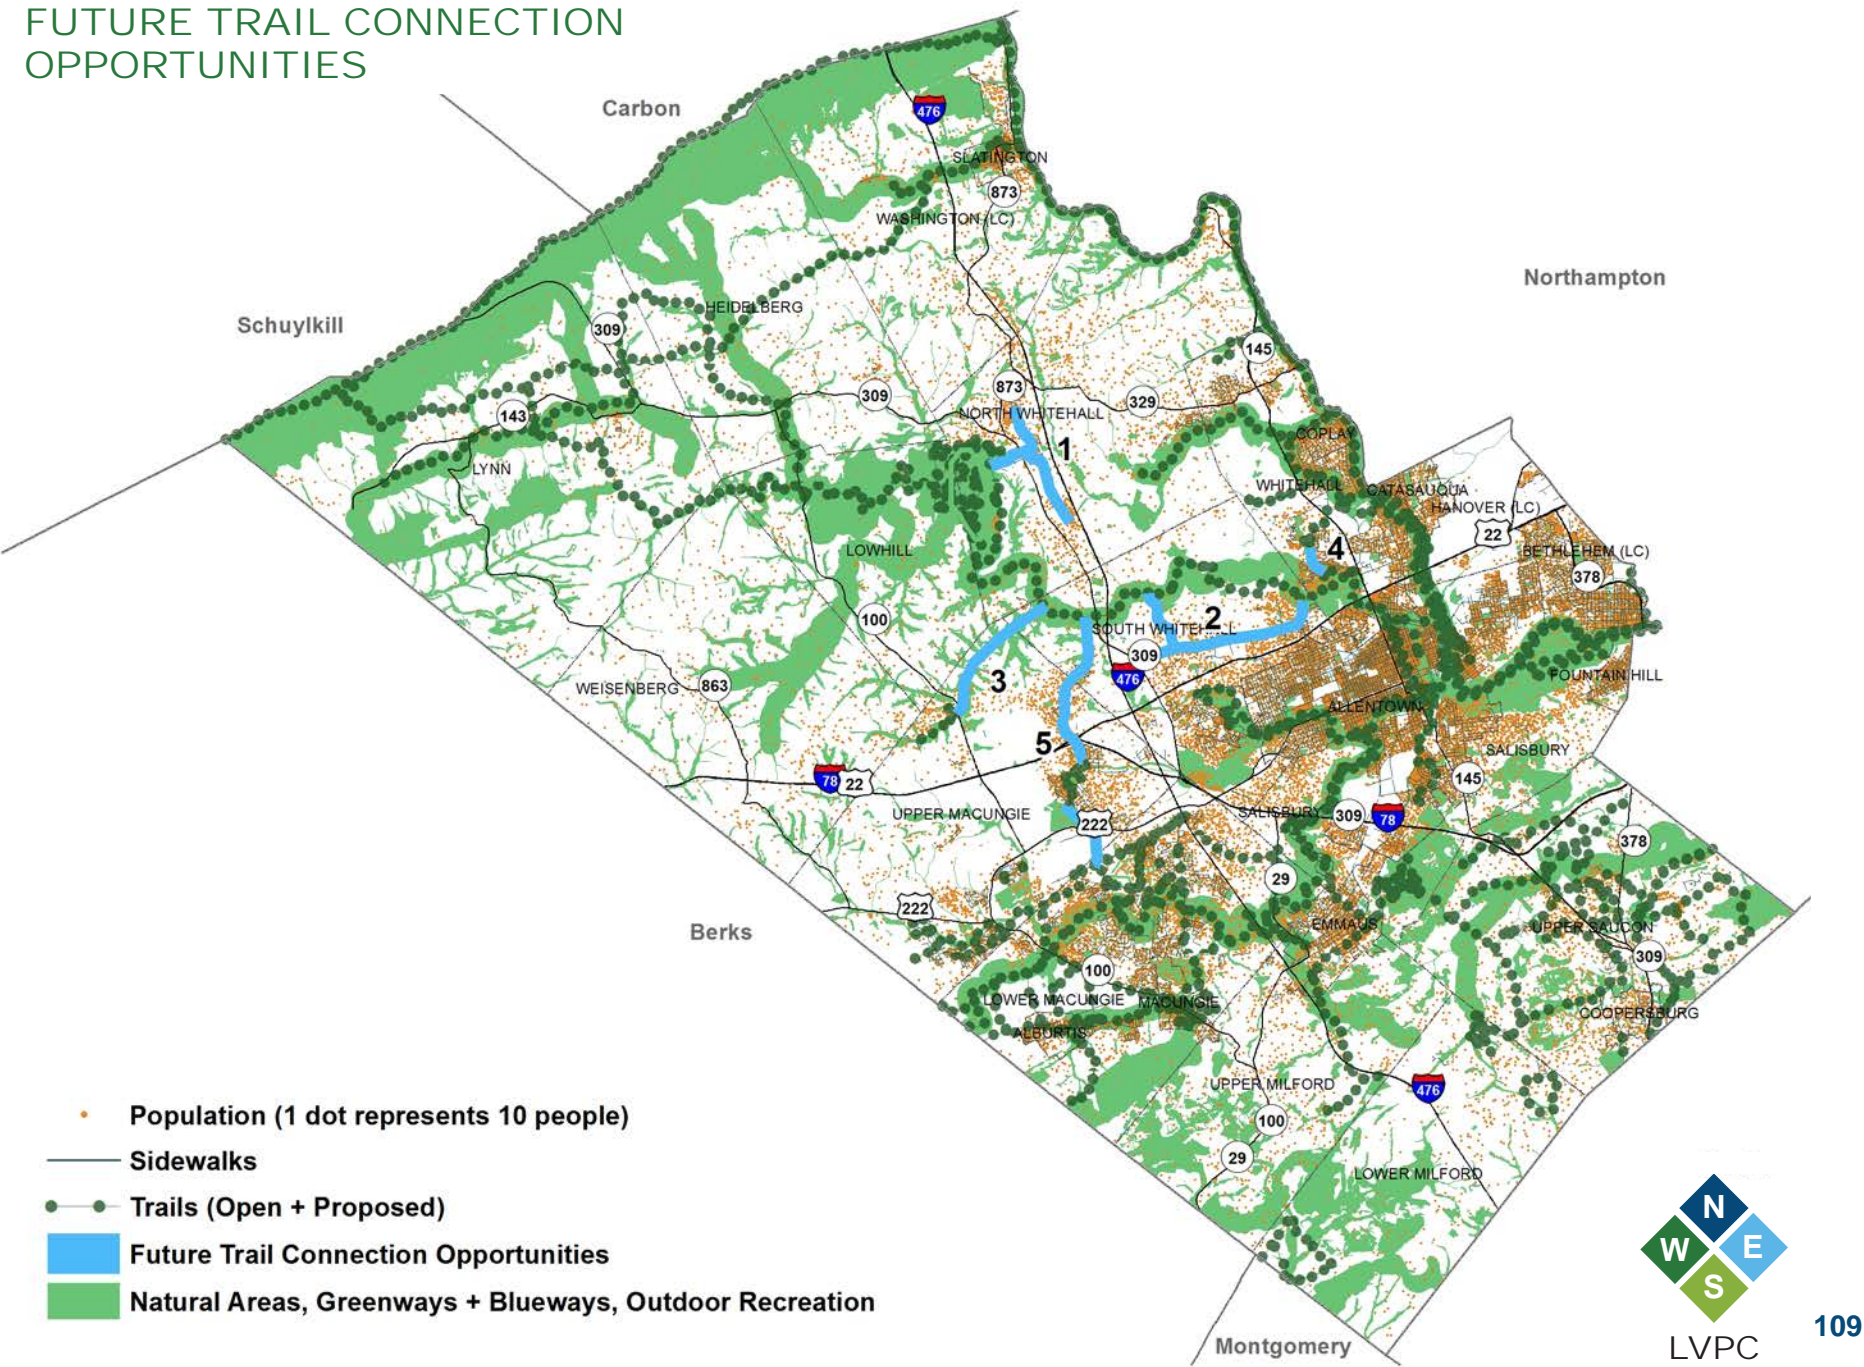 FUTURE TRAIL CONNECTION
OPPORTUNITIES
Carbon
476
SLATINGTON
873
WASHINGTON (LC)
Northampton
HEIDELBERG
Schuylkill
309
145
309
873
329
143
NORTH WHITEHALL
1
COPLAY
LYNN
WHITEHALL
CATASAUQUA
HANOVER (LC)
22
4
LOWHILL
BETHLEHEM (LC)
378
100
2
SOUTH WHITEHALL
309
476
3
863
WEISENBERG
FOUNTAIN HILL
ALLENTOWN
5
SALISBURY
78
22
145
UPPER MACUNGIE
SALISBURY
309
78
222
378
29
222
EMMAUS
UPPER SAUCON
Berks
309
100
LOWER MACUNGIE
MACUNGIE
COOPERSBURG
ALBURTIS
UPPER MILFORD
476
100
29
LOWER MILFORD
Population (1 dot represents 10 people)
Sidewalks
Trails (Open + Proposed)
Future Trail Connection Opportunities
Natural Areas, Greenways + Blueways, Outdoor Recreation
N
W
E
S
LVPC
Montgomery
109